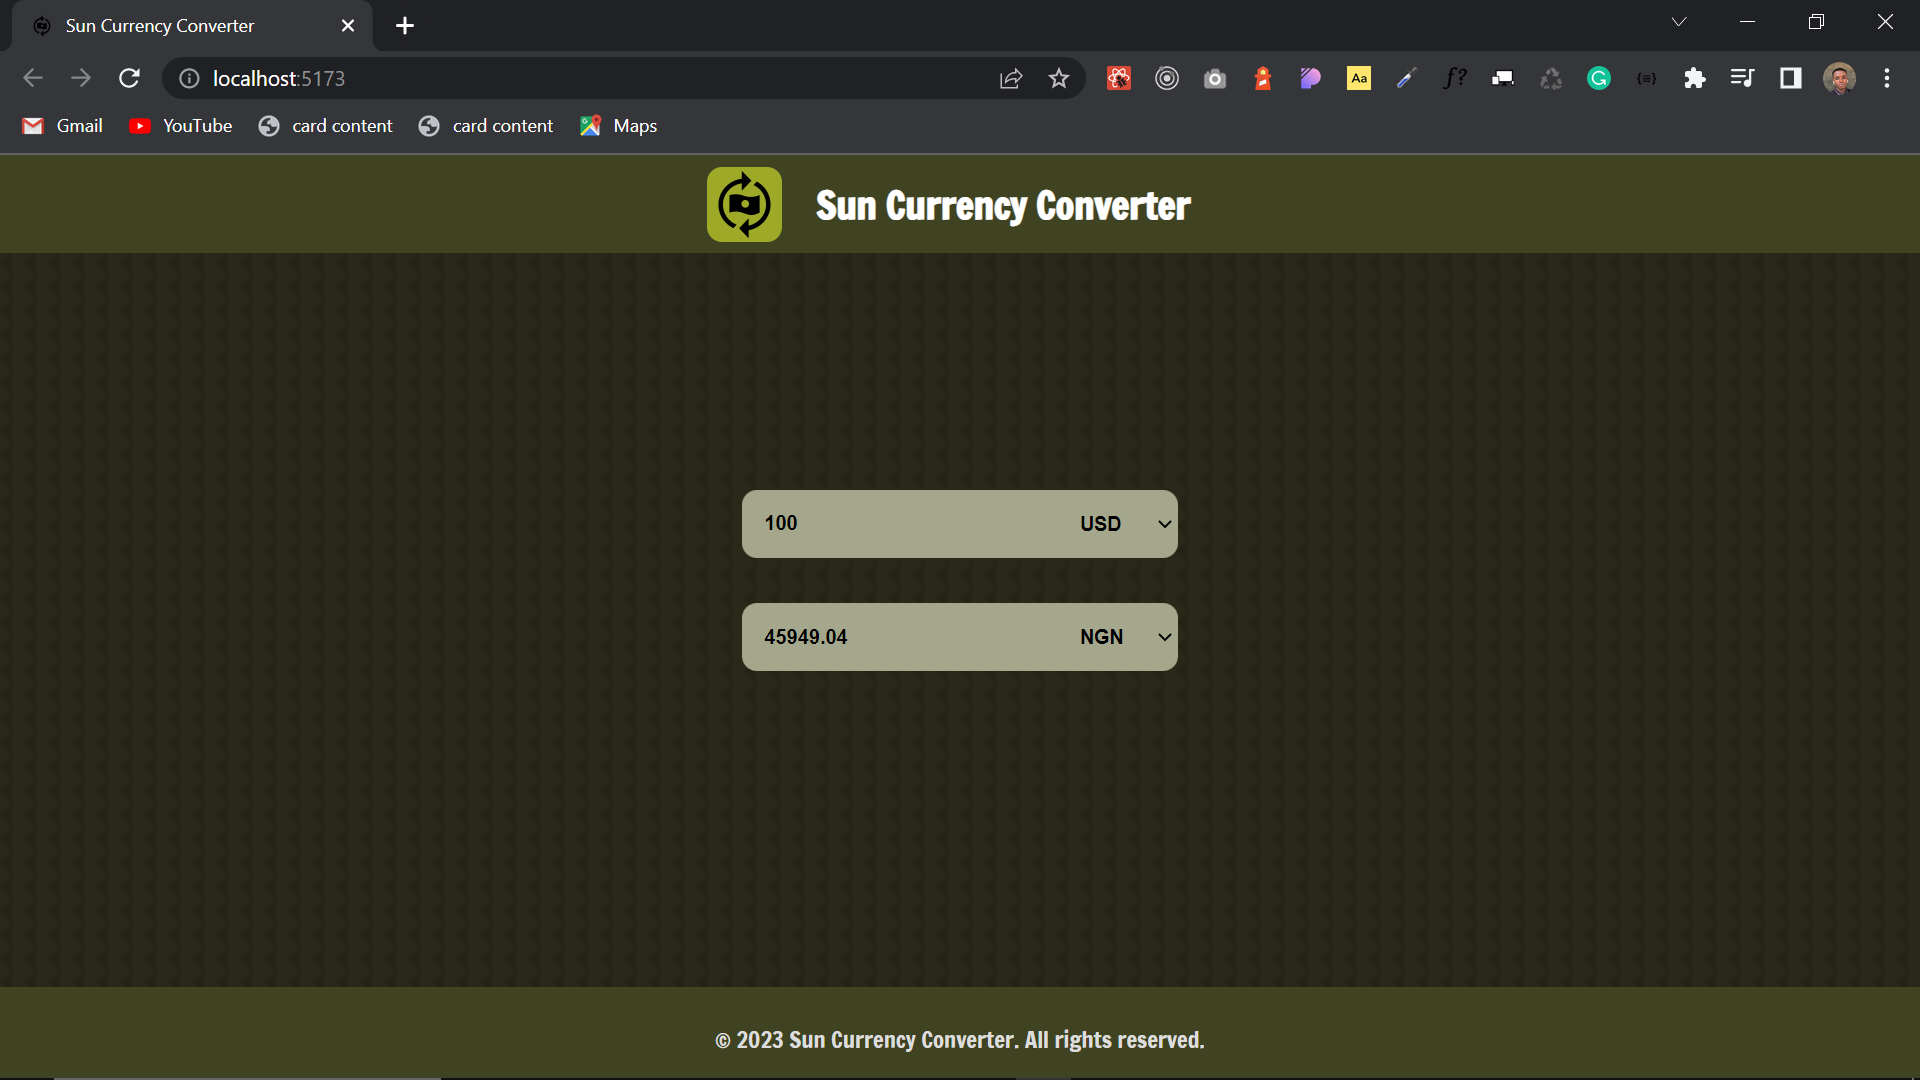 Sun Currency Converter
localhost:5173
Aa
f?
G
{≡}
Gmail
YouTube
card content
card content
Maps
Sun Currency Converter
100 USD
45949.04 NGN
© 2023 Sun Currency Converter. All rights reserved.